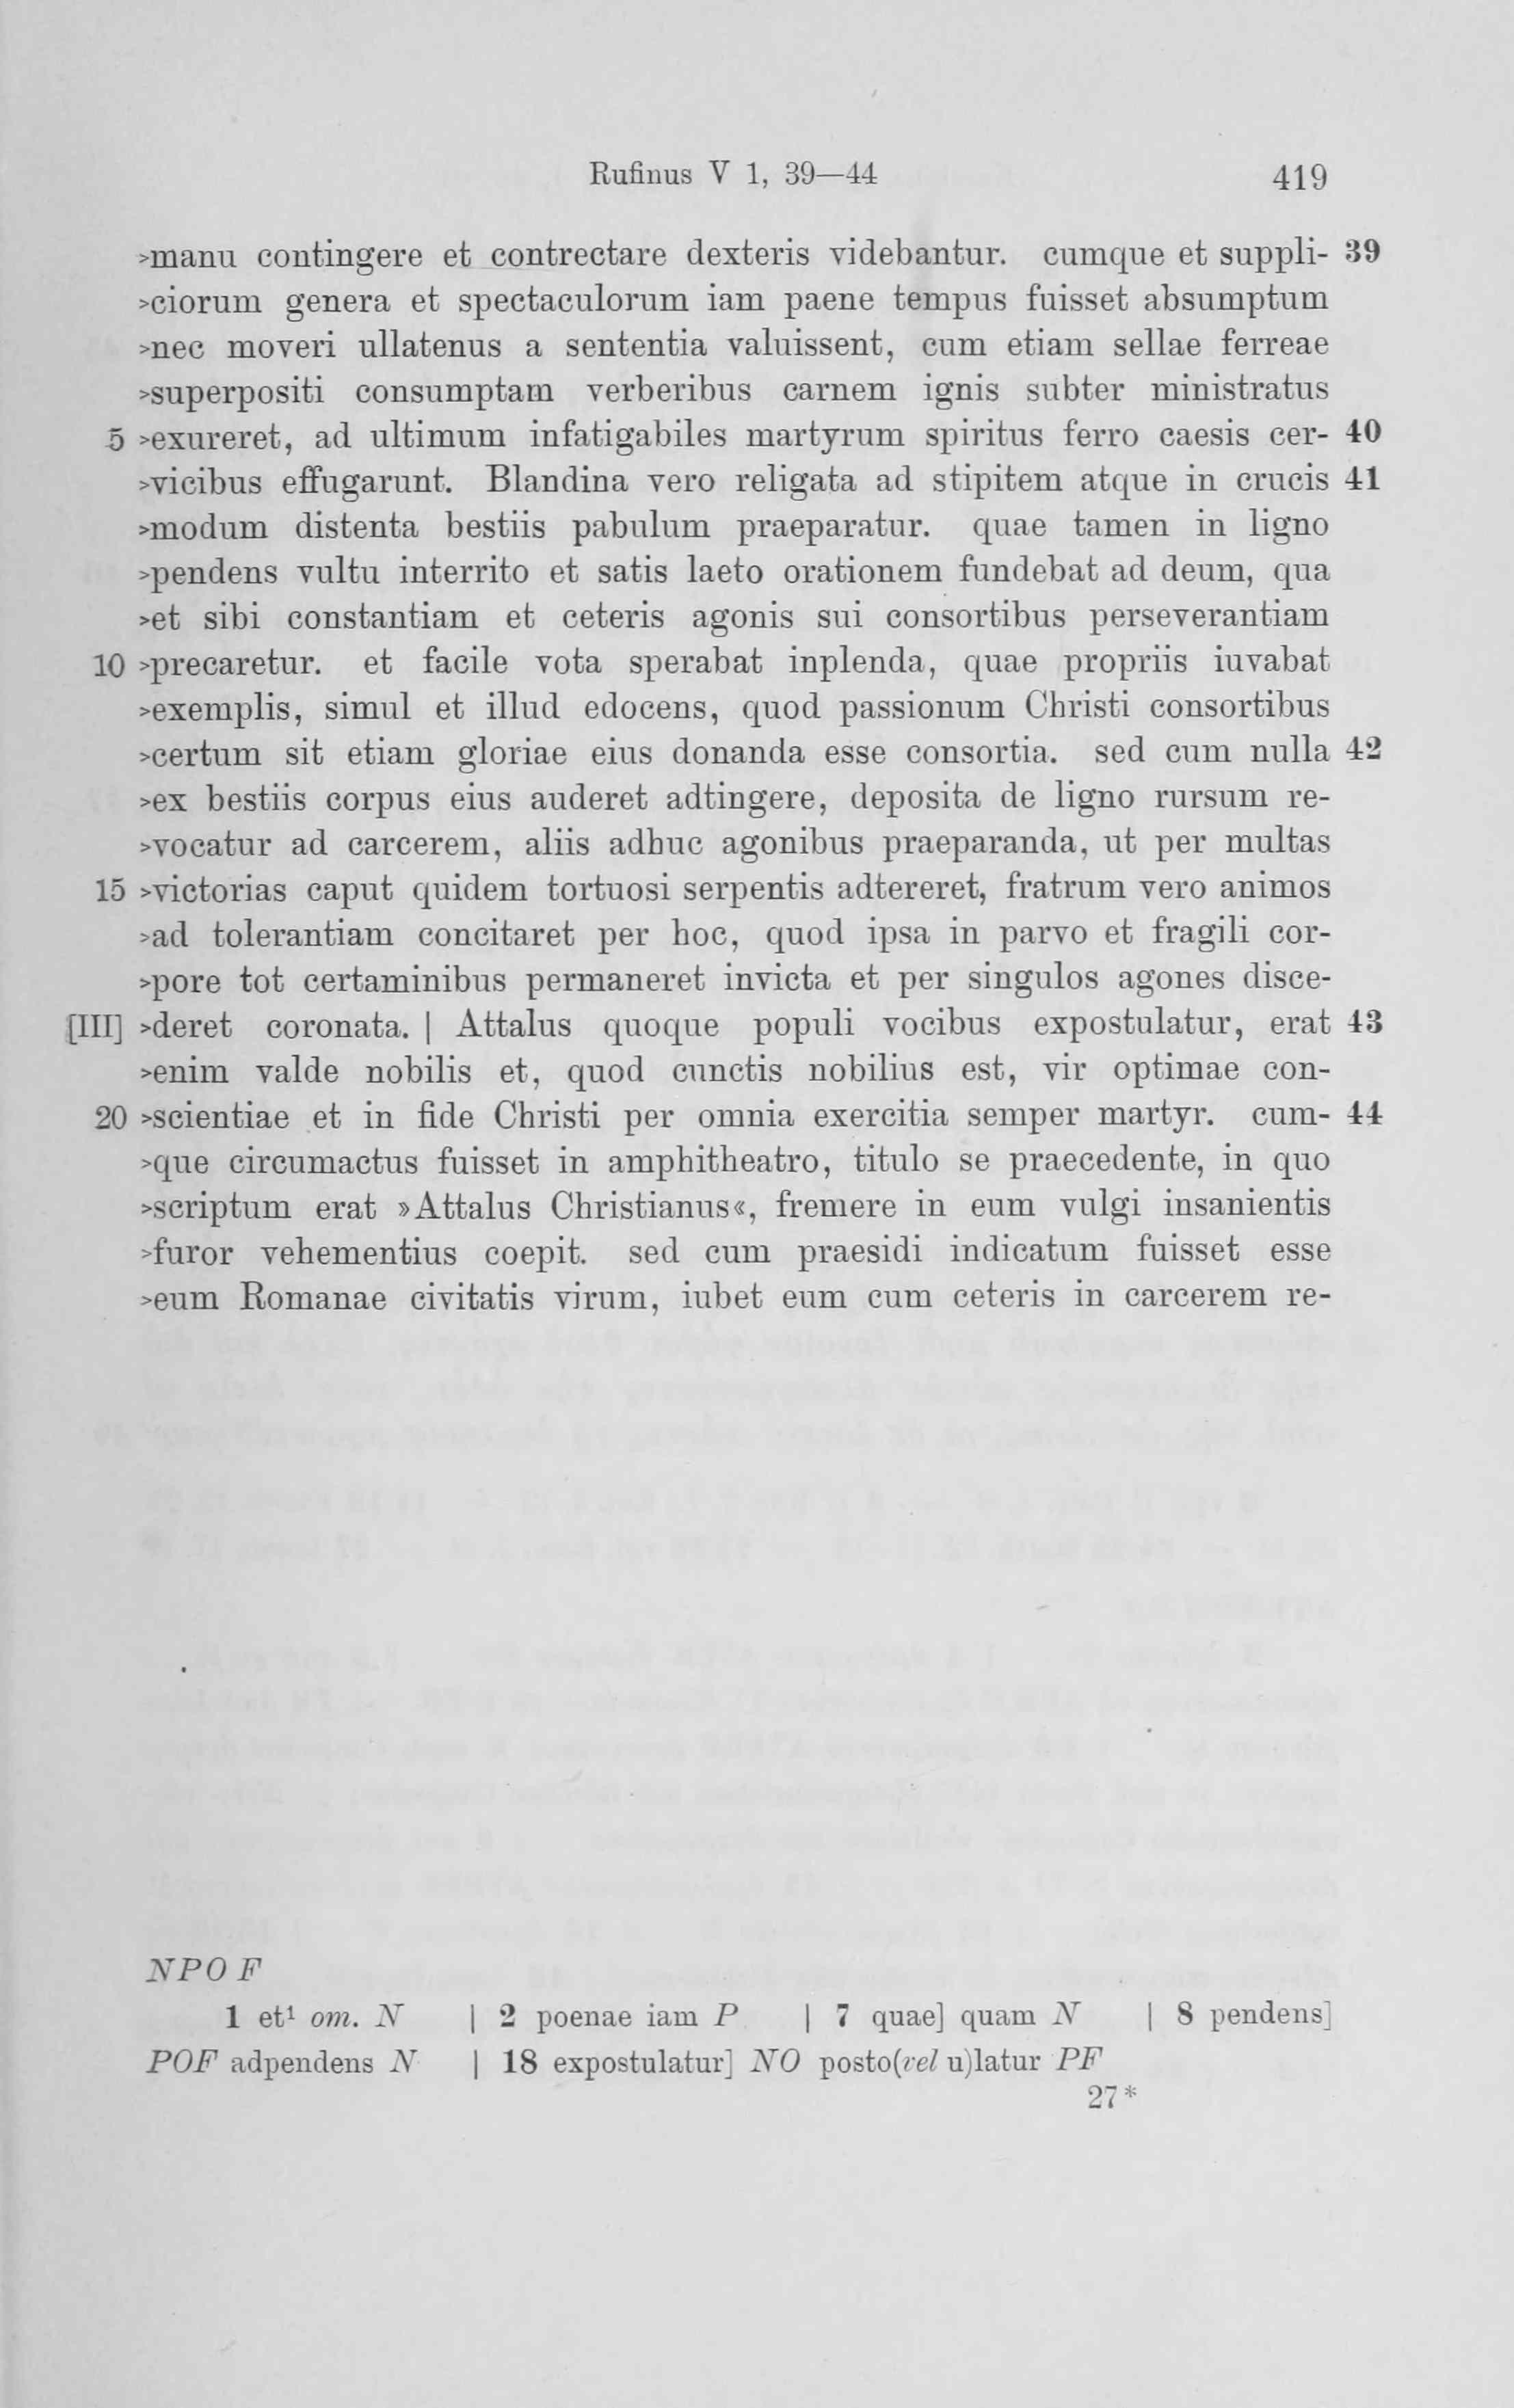 Rufinus V 1, 39—44 419
>manu contingere et contrectare dexteris videbantur. cumque et suppli- 39
>ciorum genera et spectaculorum iam paene tempus fuisset absumptum
>nec moveri ullatenus a sententia valuissent, cum etiam sellae ferreae
>superpositi consumptam verberibus carnem ignis subter ministratus
5 >exureret, ad ultimum infatigabiles martyrum spiritus ferro caesis cer- 40
>vicibus effugarunt. Blandina vero religata ad stipitem atque in crucis 41
>modum distenta bestiis pabulum praeparatur. quae tamen in ligno
>pendens vultu interrito et satis laeto orationem fundebat ad deum, qua
>et sibi constantiam et ceteris agonis sui consortibus perseverantiam
10 >precaretur. et facile vota sperabat inplenda, quae propriis iuvabat
>exemplis, simul et illud edocens, quod passionum Christi consortibus
>certum sit etiam gloriae eius donanda esse consortia. sed cum nulla 42
>ex bestiis corpus eius auderet adtingere, deposita de ligno rursum re-
>vocatur ad carcerem, aliis adhuc agonibus praeparanda, ut per multas
15 >victorias caput quidem tortuosi serpentis adtereret, fratrum vero animos
>ad tolerantiam concitaret per hoc, quod ipsa in parvo et fragili cor-
>pore tot certaminibus permaneret invicta et per singulos agones disce-
[III] >deret coronata. | Attalus quoque populi vocibus expostulatur, erat 43
>enim valde nobilis et, quod cunctis nobilius est, vir optimae con-
20 >scientiae et in fide Christi per omnia exercitia semper martyr. cum- 44
>que circumactus fuisset in amphitheatro, titulo se praecedente, in quo
>scriptum erat »Attalus Christianus«, fremere in eum vulgi insanientis
>furor vehementius coepit. sed cum praesidi indicatum fuisset esse
>eum Romanae civitatis virum, iubet eum cum ceteris in carcerem re-
NPO F
1 et¹ om. N | 2 poenae iam P | 7 quae] quam N | 8 pendens]
POF adpendens N | 18 expostulatur] NO posto(vel u)latur PF
27*